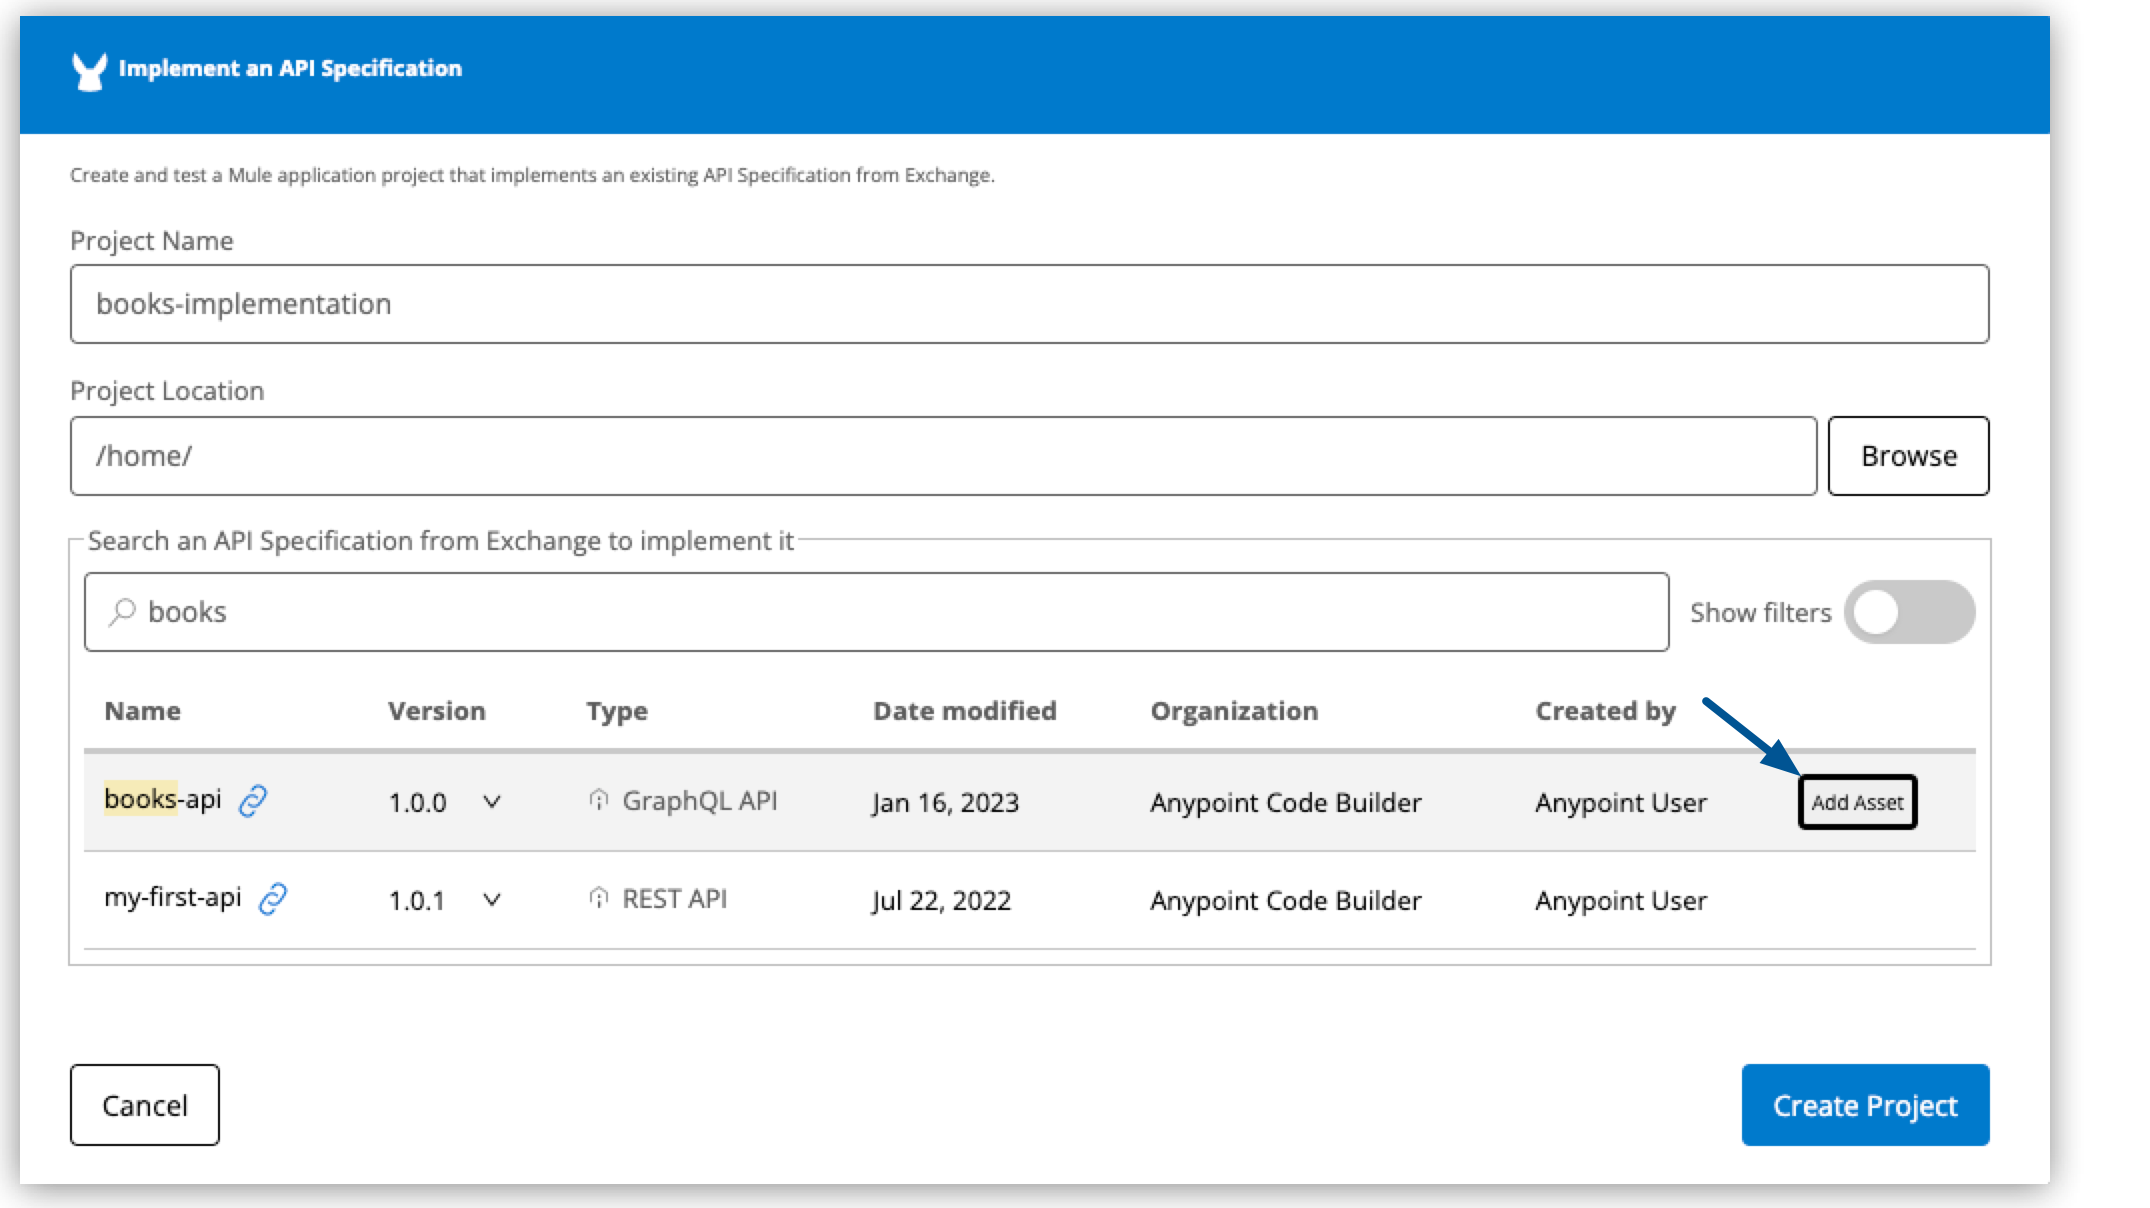 Implement an API Specification
Create and test a Mule application project that implements an existing API Specification from Exchange.
Project Name
books-implementation
Project Location
/home/
Browse
Search an API Specification from Exchange to implement it
books
Show filters
Name Version Type Date modified Organization Created by
books-api 1.0.0 GraphQL API Jan 16, 2023 Anypoint Code Builder Anypoint User Add Asset
my-first-api 1.0.1 REST API Jul 22, 2022 Anypoint Code Builder Anypoint User
Cancel
Create Project